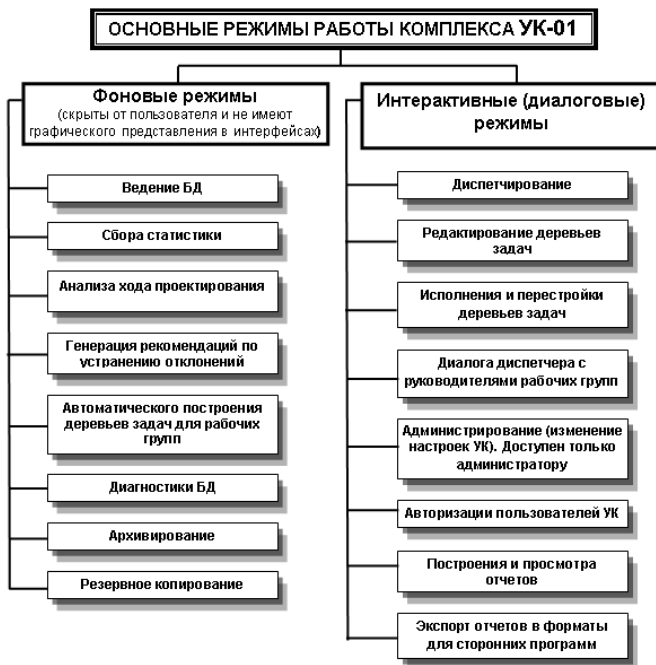 ОСНОВНЫЕ РЕЖИМЫ РАБОТЫ КОМПЛЕКСА УК-01
Фоновые режимы
(скрыты от пользователя и не имеют
графического представления в интерфейсах)
Ведение БД
Сбора статистики
Анализа хода проектирования
Генерация рекомендаций по
устранению отклонений
Автоматического построения
деревьев задач для рабочих
групп
Диагностики БД
Архивирование
Резервное копирование
Интерактивные (диалоговые)
режимы
Диспетчирование
Редактирование деревьев
задач
Исполнения и перестройки
деревьев задач
Диалога диспетчера с
руководителями рабочих групп
Администрирование (изменение
настроек УК). Доступен только
администратору
Авторизации пользователей УК
Построения и просмотра
отчетов
Экспорт отчетов в форматы
для сторонних программ